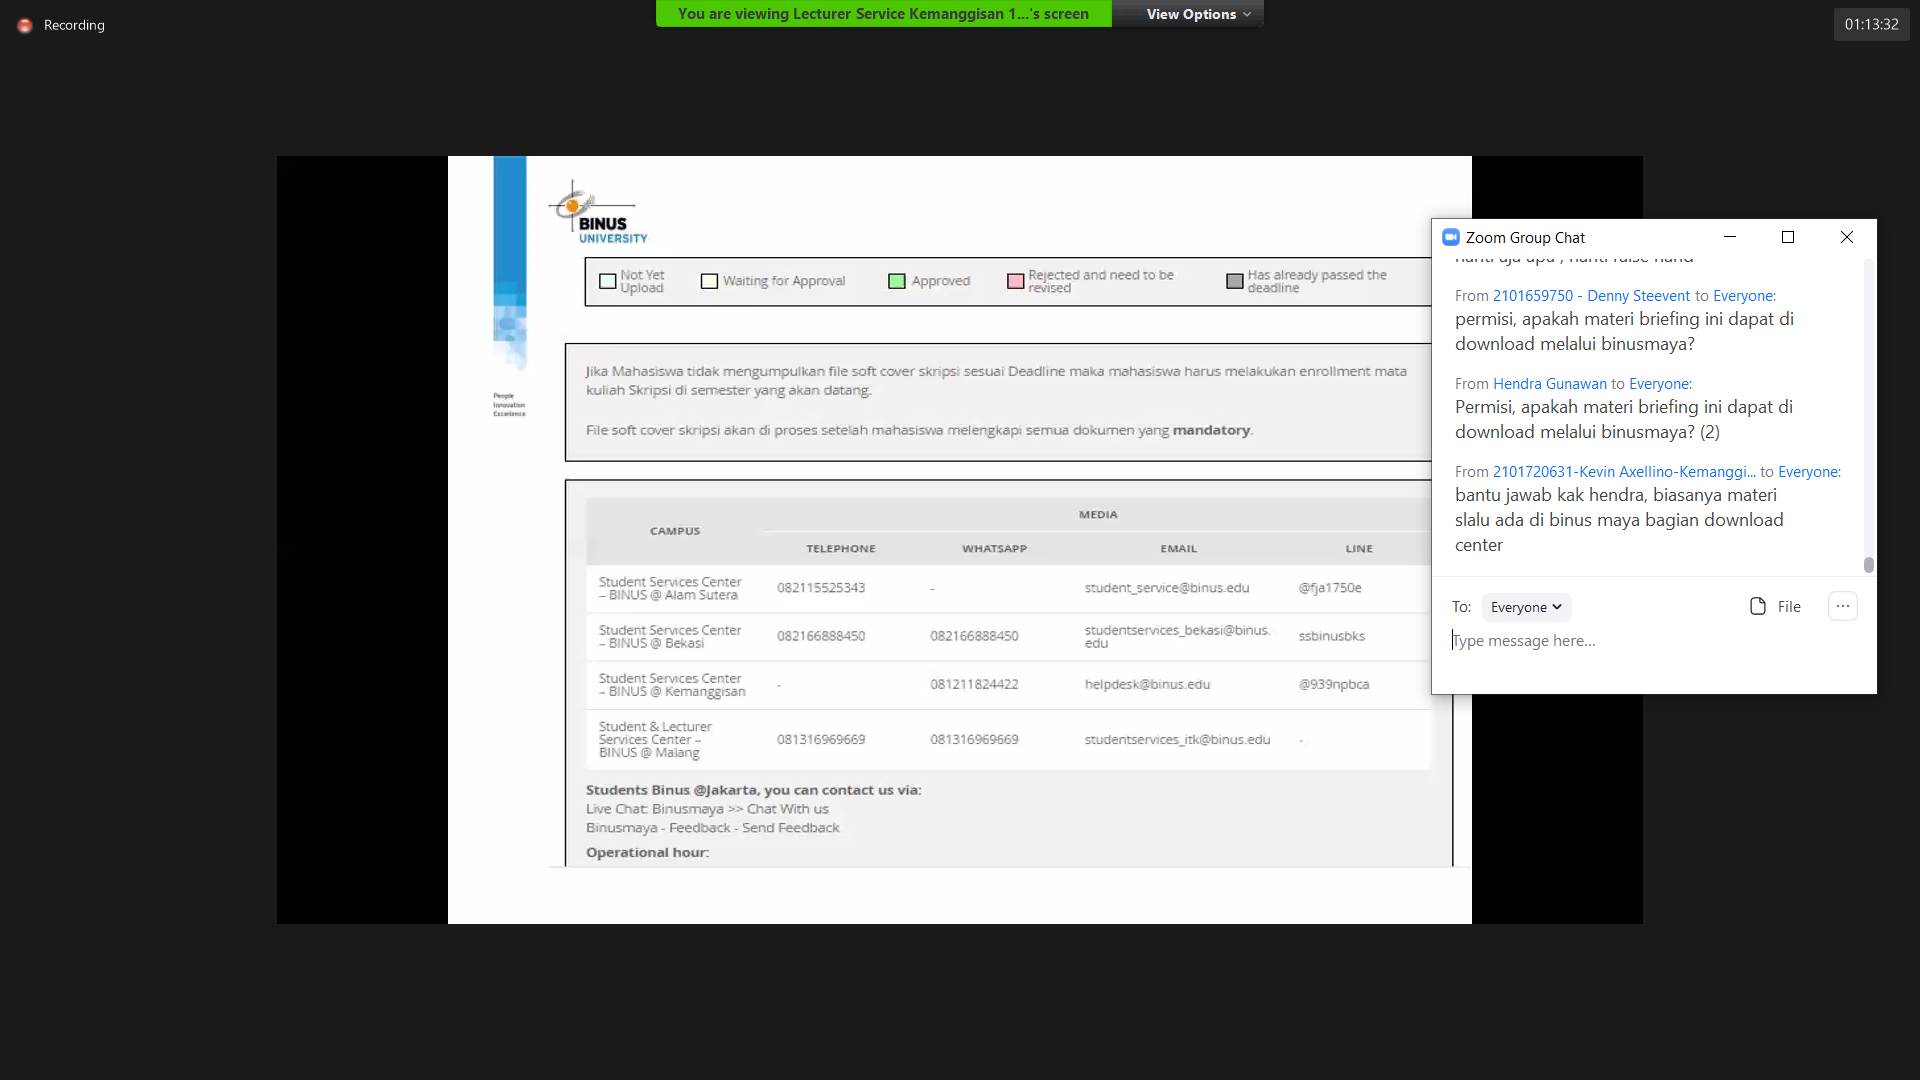 Recording
You are viewing Lecturer Service Kemanggisan 1...'s screen
View Options
01:13:32
BINUS
UNIVERSITY
People
Innovation
Excellence
Not Yet
Upload
Waiting for Approval
Approved
Rejected and need to be
revised
Has already passed the
deadline
Jika Mahasiswa tidak mengumpulkan file soft cover skripsi sesuai Deadline maka mahasiswa harus melakukan enrollment mata
kuliah Skripsi di semester yang akan datang.
File soft cover skripsi akan di proses setelah mahasiswa melengkapi semua dokumen yang mandatory.
CAMPUS
MEDIA
TELEPHONE
WHATSAPP
EMAIL
LINE
Student Services Center
– BINUS @ Alam Sutera
082115525343
-
student_service@binus.edu
@fja1750e
Student Services Center
– BINUS @ Bekasi
082166888450
082166888450
studentservices_bekasi@binus.
edu
ssbinusbks
Student Services Center
– BINUS @ Kemanggisan
-
081211824422
helpdesk@binus.edu
@939npbca
Student & Lecturer
Services Center –
BINUS @ Malang
081316969669
081316969669
studentservices_itk@binus.edu
-
Students Binus @Jakarta, you can contact us via:
Live Chat: Binusmaya >> Chat With us
Binusmaya - Feedback - Send Feedback
Operational hour:
Zoom Group Chat
From 2101659750 - Denny Steevent to Everyone:
permisi, apakah materi briefing ini dapat di
download melalui binusmaya?
From Hendra Gunawan to Everyone:
Permisi, apakah materi briefing ini dapat di
download melalui binusmaya? (2)
From 2101720631-Kevin Axellino-Kemanggi... to Everyone:
bantu jawab kak hendra, biasanya materi
slalu ada di binus maya bagian download
center
To:
Everyone
File
...
Type message here...